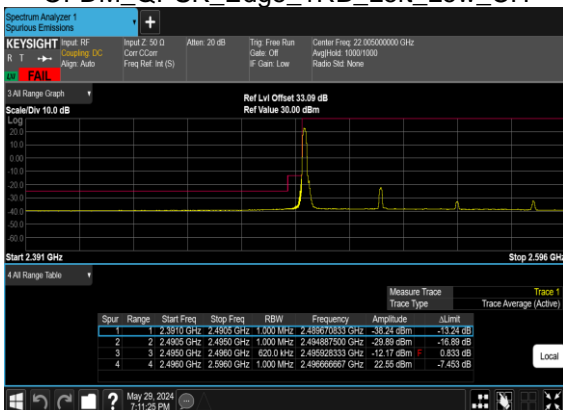 OFDM_QPSK_Edge_1RB_Left_Low_CH
Spectrum Analyzer 1
Spurious Emissions
KEYSIGHT Input: RF Input Z: 50 Ω Atten: 20 dB Trig: Free Run Center Freq: 22.005000000 GHz
R T Coupling: DC Corr CCorr Gate: Off Avg|Hold: 1000/1000
Align: Auto Freq Ref: Int (S) IF Gain: Low Radio Std: None
LV FAIL
3 All Range Graph
Ref Lvl Offset 33.09 dB
Scale/Div 10.0 dB Ref Value 30.00 dBm
Log
20.0
10.0
0.00
-10.0
-20.0
-30.0
-40.0
-50.0
-60.0
Start 2.391 GHz Stop 2.596 GHz
4 All Range Table
Measure Trace Trace 1
Trace Type Trace Average (Active)
Spur Range Start Freq Stop Freq RBW Frequency Amplitude ΔLimit
1 1 2.3910 GHz 2.4905 GHz 1.000 MHz 2.489670833 GHz -38.24 dBm -13.24 dB
2 2 2.4905 GHz 2.4950 GHz 1.000 MHz 2.494887500 GHz -29.89 dBm -16.89 dB
3 3 2.4950 GHz 2.4960 GHz 620.0 kHz 2.495928333 GHz -12.17 dBm F 0.833 dB
4 4 2.4960 GHz 2.5960 GHz 1.000 MHz 2.496666667 GHz 22.55 dBm -7.453 dB
Local
? May 29, 2024
7:11:25 PM